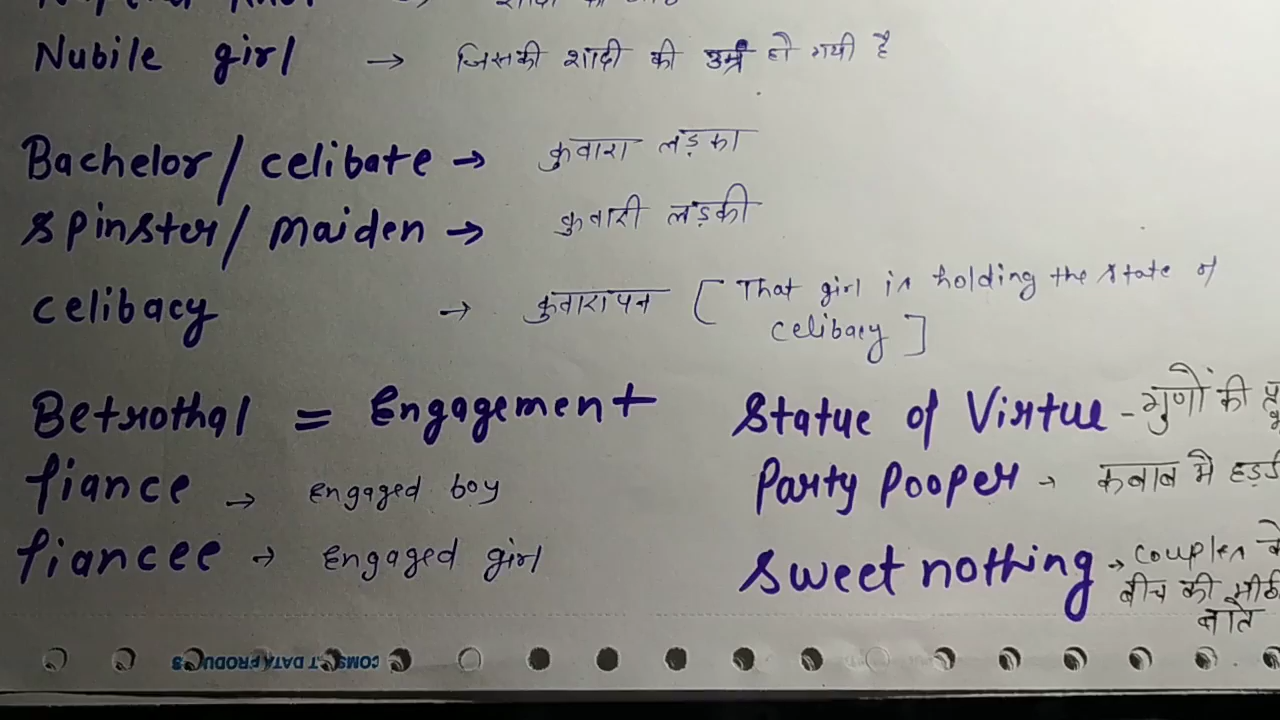 Nubile girl → जिसकी शादी की उम्र हो गयी है
Bachelor / celibate → कुवारा लड़का
Spinster / maiden → कुवारी लड़की
celibacy → कुवारापन [ That girl is holding the state of
celibacy ]
Betrothal = Engagement
fiance → Engaged boy
fiancee → Engaged girl
Statue of Virtue - गुणों की
Party Pooper → कबाब मै
Sweet nothing → couples के
बीच की मीठी
बाते